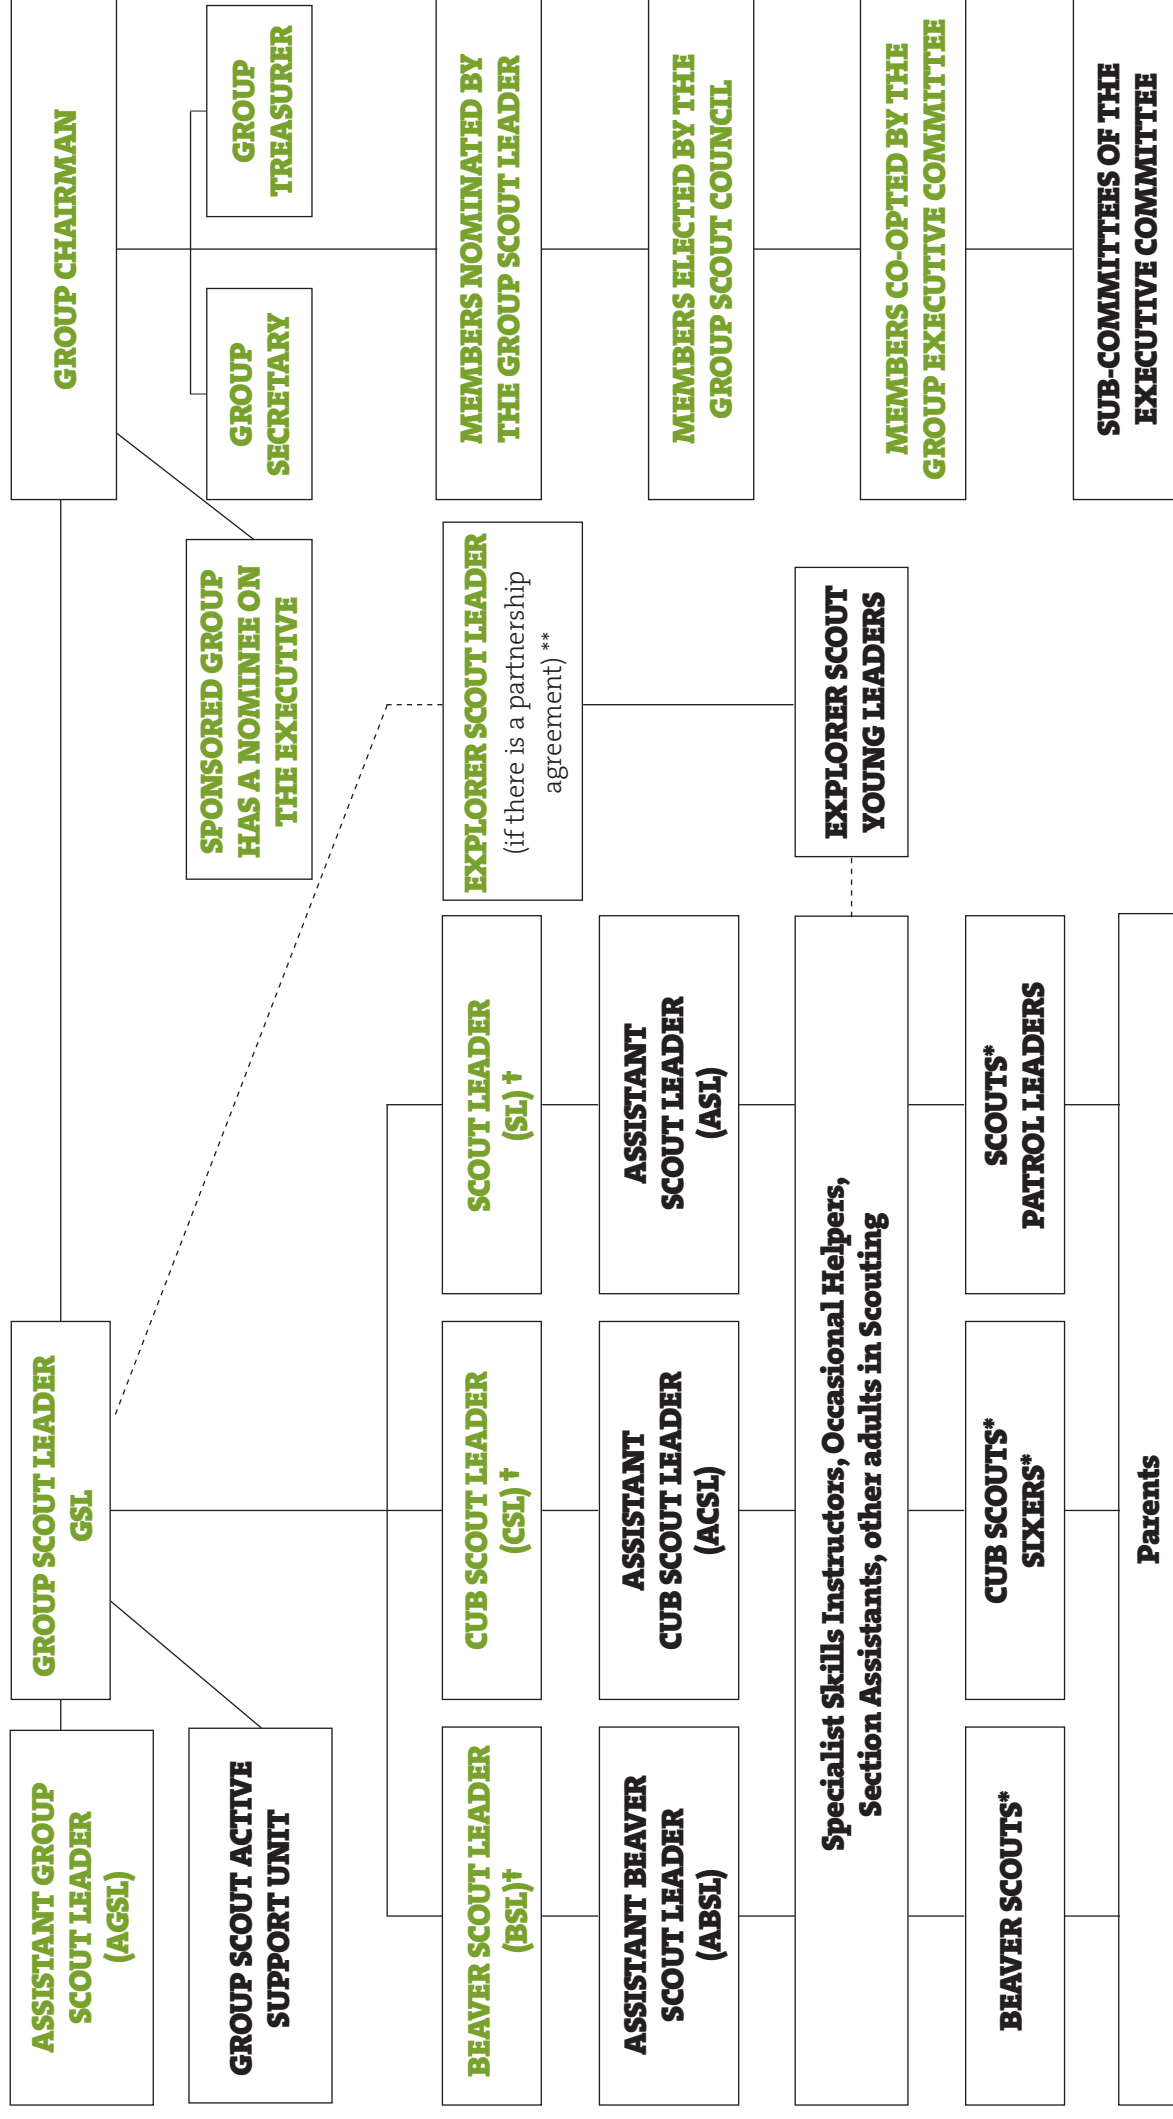 ASSISTANT GROUP
SCOUT LEADER
(AGSL)
GROUP SCOUT LEADER
GSL
GROUP CHAIRMAN
GROUP SCOUT ACTIVE
SUPPORT UNIT
SPONSORED GROUP
HAS A NOMINEE ON
THE EXECUTIVE
GROUP
SECRETARY
GROUP
TREASURER
BEAVER SCOUT LEADER
(BSL)†
CUB SCOUT LEADER
(CSL) †
SCOUT LEADER
(SL) †
EXPLORER SCOUT LEADER
(if there is a partnership
agreement) **
MEMBERS NOMINATED BY
THE GROUP SCOUT LEADER
ASSISTANT BEAVER
SCOUT LEADER
(ABSL)
ASSISTANT
CUB SCOUT LEADER
(ACSL)
ASSISTANT
SCOUT LEADER
(ASL)
MEMBERS ELECTED BY THE
GROUP SCOUT COUNCIL
Specialist Skills Instructors, Occasional Helpers,
Section Assistants, other adults in Scouting
EXPLORER SCOUT
YOUNG LEADERS
MEMBERS CO-OPTED BY THE
GROUP EXECUTIVE COMMITTEE
BEAVER SCOUTS*
CUB SCOUTS*
SIXERS*
SCOUTS*
PATROL LEADERS
SUB-COMMITTEES OF THE
EXECUTIVE COMMITTEE
Parents